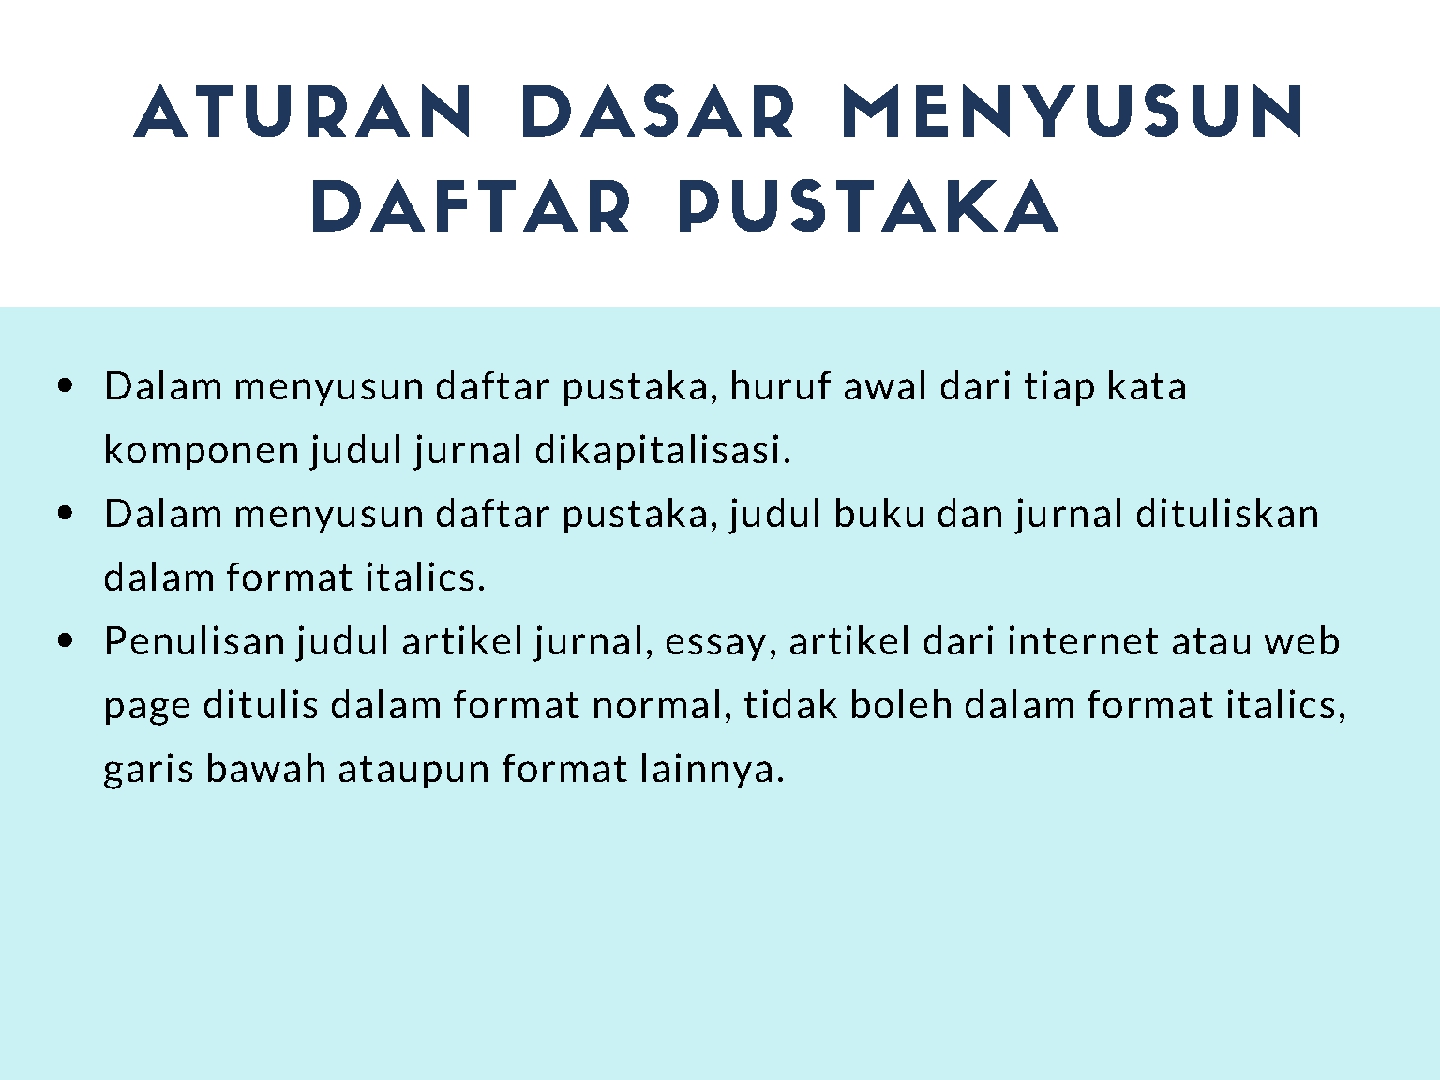 ATURAN DASAR MENYUSUN
DAFTAR PUSTAKA
• Dalam menyusun daftar pustaka, huruf awal dari tiap kata
komponen judul jurnal dikapitalisasi.
• Dalam menyusun daftar pustaka, judul buku dan jurnal dituliskan
dalam format italics.
• Penulisan judul artikel jurnal, essay, artikel dari internet atau web
page ditulis dalam format normal, tidak boleh dalam format italics,
garis bawah ataupun format lainnya.